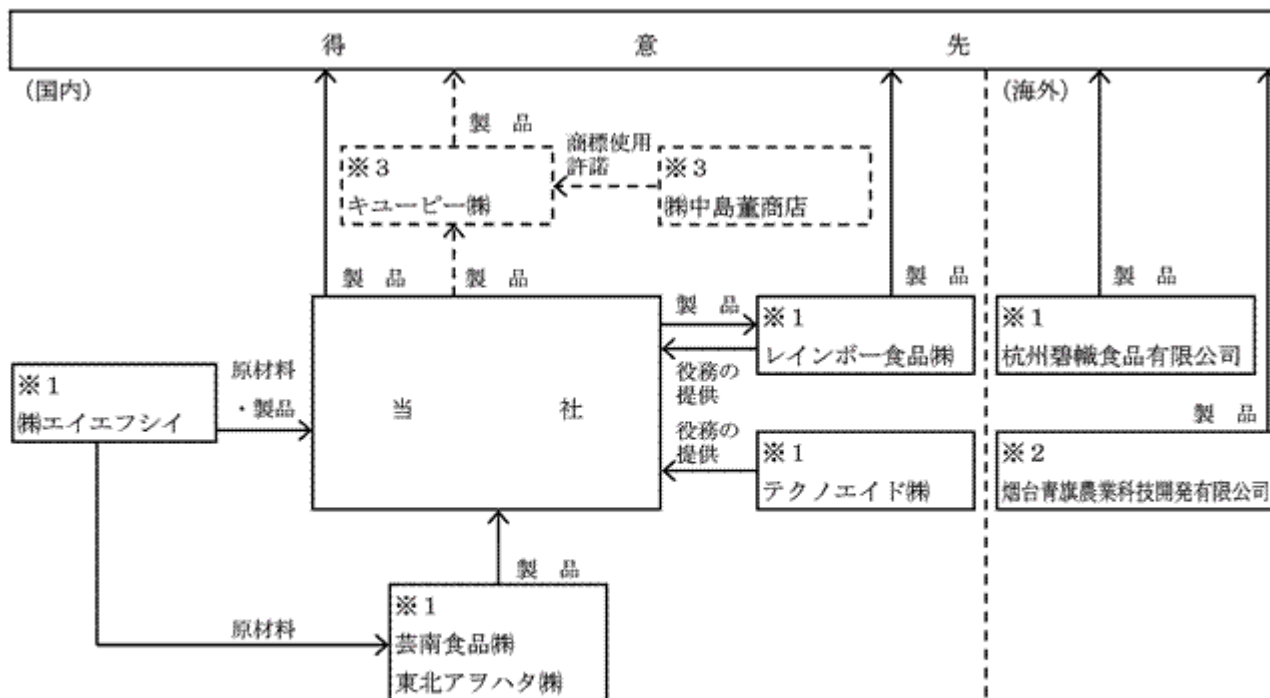 得 意 先
(国内)
(海外)
製 品
商標使用
許諾
※3
キユーピー㈱
※3
㈱中島董商店
製 品
製 品
製 品
製 品
製 品
※1
レインボー食品㈱
※1
杭州碧幟食品有限公司
※1
㈱エイエフシイ
原材料
・製品
当 社
役務の
提供
役務の
提供
※1
テクノエイド㈱
製 品
※2
烟台青旗農業科技開発有限公司
製 品
原材料
※1
芸南食品㈱
東北アヲハタ㈱